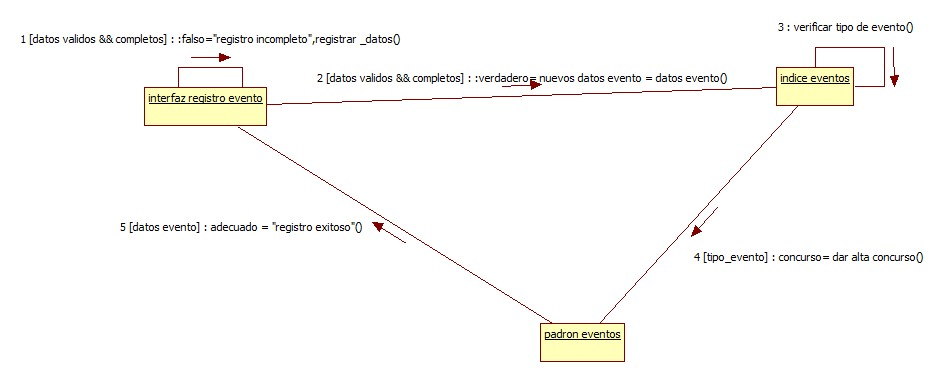 3 : verificar tipo de evento()
1 [datos validos && completos] : :falso="registro incompleto",registrar _datos()
2 [datos validos && completos] : :verdadero= nuevos datos evento = datos evento()
indice eventos
interfaz registro evento
5 [datos evento] : adecuado = "registro exitoso"()
4 [tipo_evento] : concurso= dar alta concurso()
padron eventos